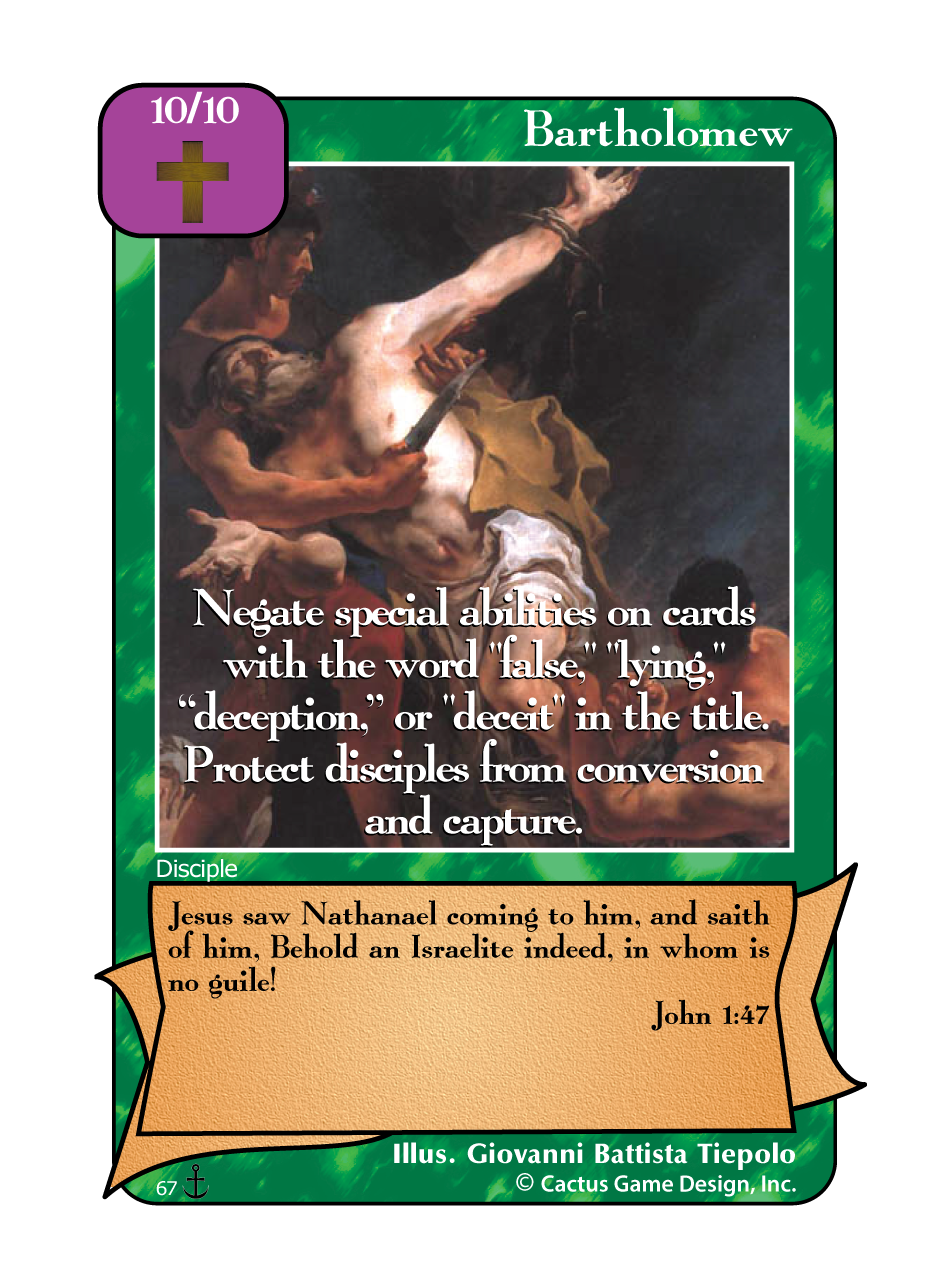 10/10
Bartholomew
Negate special abilities on cards
with the word "false," "lying,"
“deception,” or "deceit" in the title.
Protect disciples from conversion
and capture.
Disciple
Jesus saw Nathanael coming to him, and saith
of him, Behold an Israelite indeed, in whom is
no guile!
John 1:47
Illus. Giovanni Battista Tiepolo
67
© Cactus Game Design, Inc.